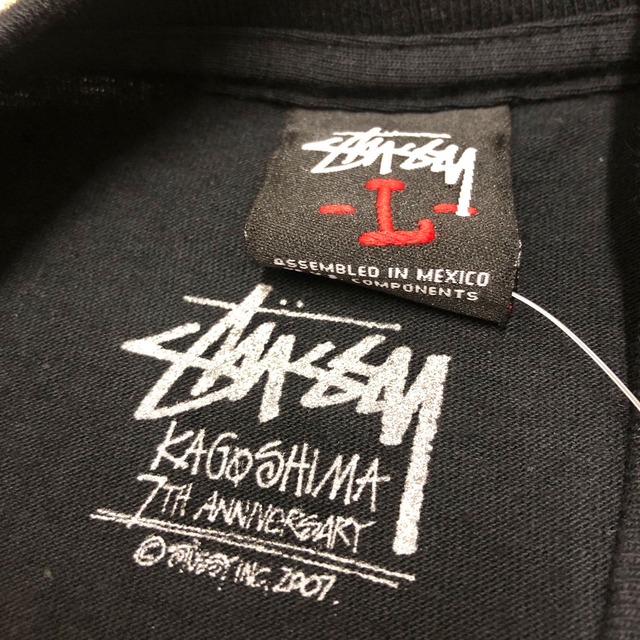 STÜSSY
-L-
ASSEMBLED IN MEXICO
COMPONENTS
STÜSSY
KAGOSHIMA
7TH ANNIVERSARY
© STÜSSY INC. 2007.